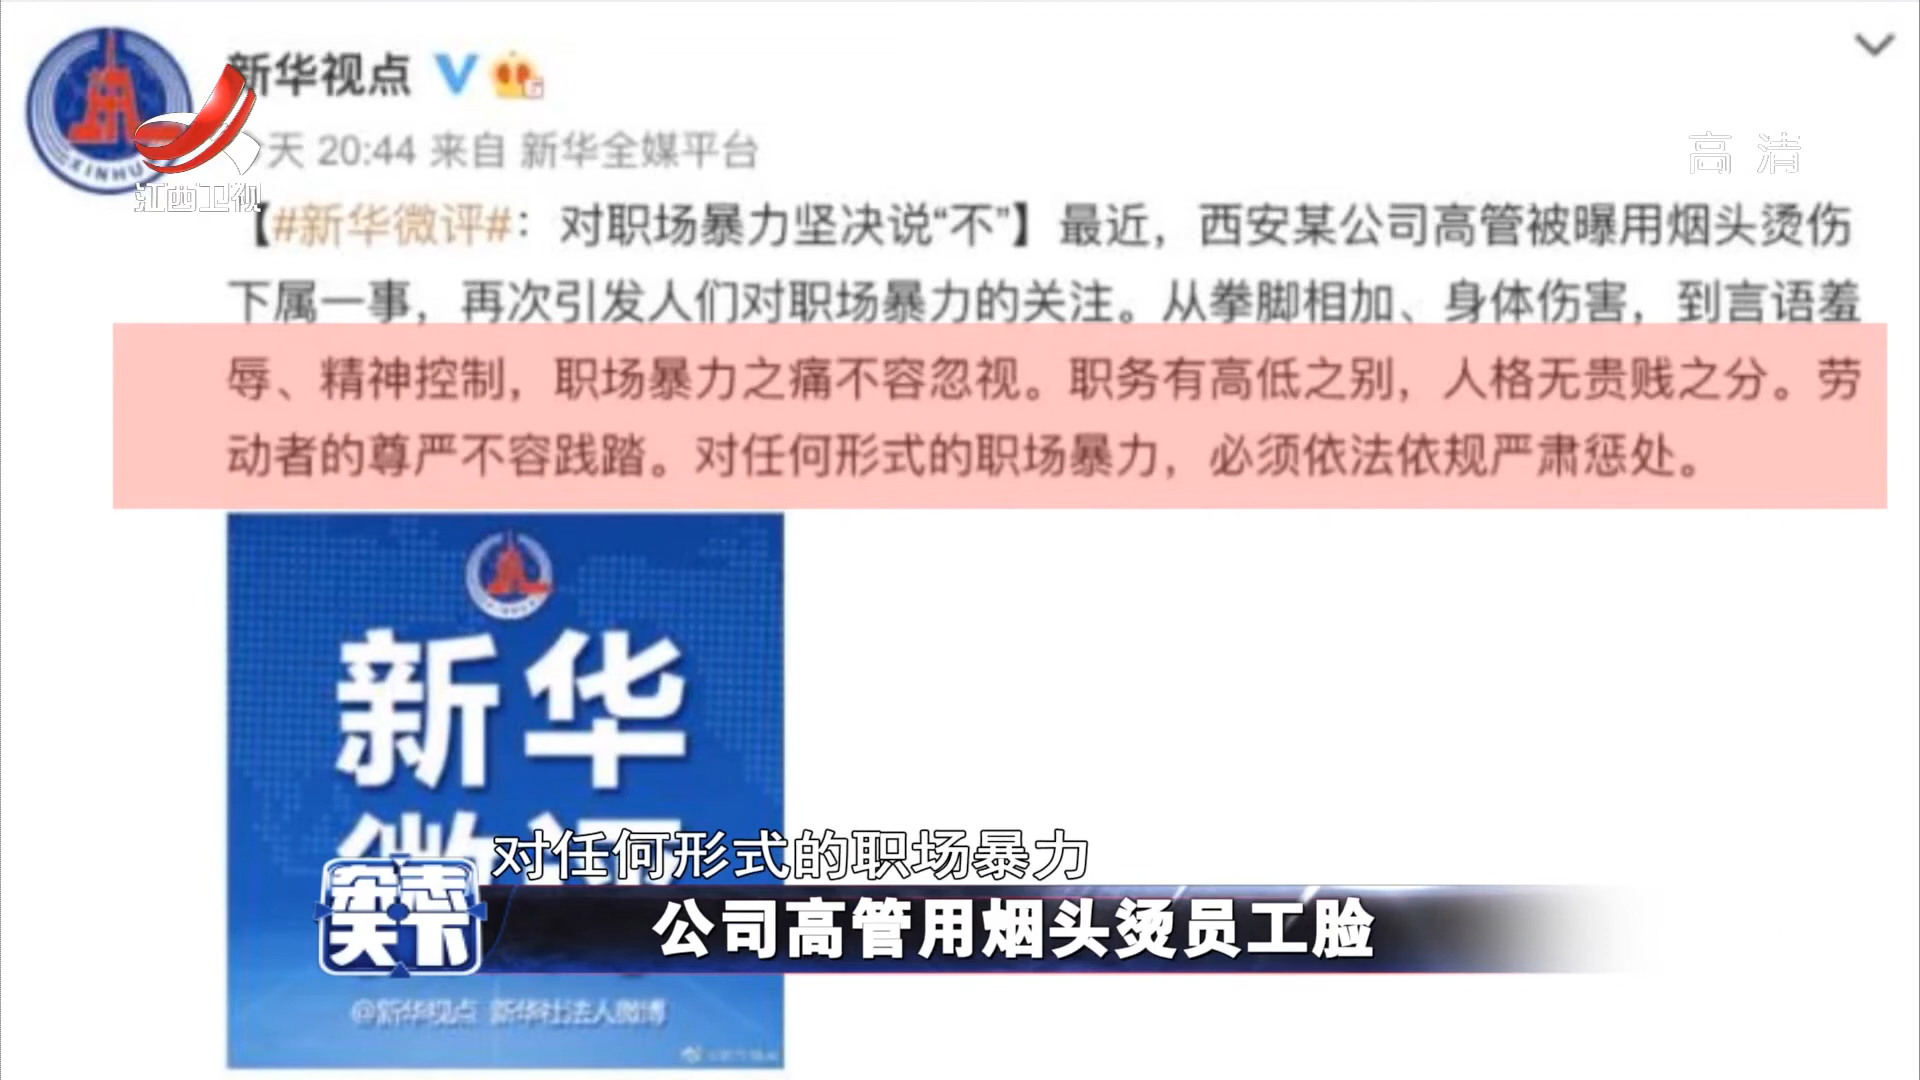 新华视点
天 20:44 来自 新华全媒平台
高清
江西卫视
XINHU
【#新华微评#：对职场暴力坚决说“不”】最近，西安某公司高管被曝用烟头烫伤
下属一事，再次引发人们对职场暴力的关注。从拳脚相加、身体伤害，到言语羞
辱、精神控制，职场暴力之痛不容忽视。职务有高低之别，人格无贵贱之分。劳
动者的尊严不容践踏。对任何形式的职场暴力，必须依法依规严肃惩处。
新华
微评
对任何形式的职场暴力
杂志
天下
公司高管用烟头烫员工脸
@新华视点 新华社法人微博